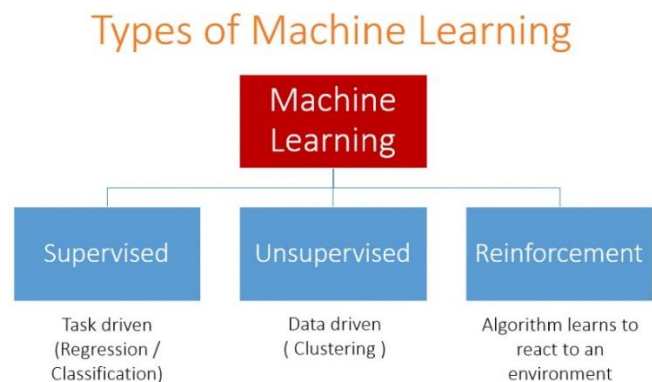 Types of Machine Learning
Machine
Learning
Supervised
Unsupervised
Reinforcement
Task driven
(Regression /
Classification)
Data driven
( Clustering )
Algorithm learns to
react to an
environment